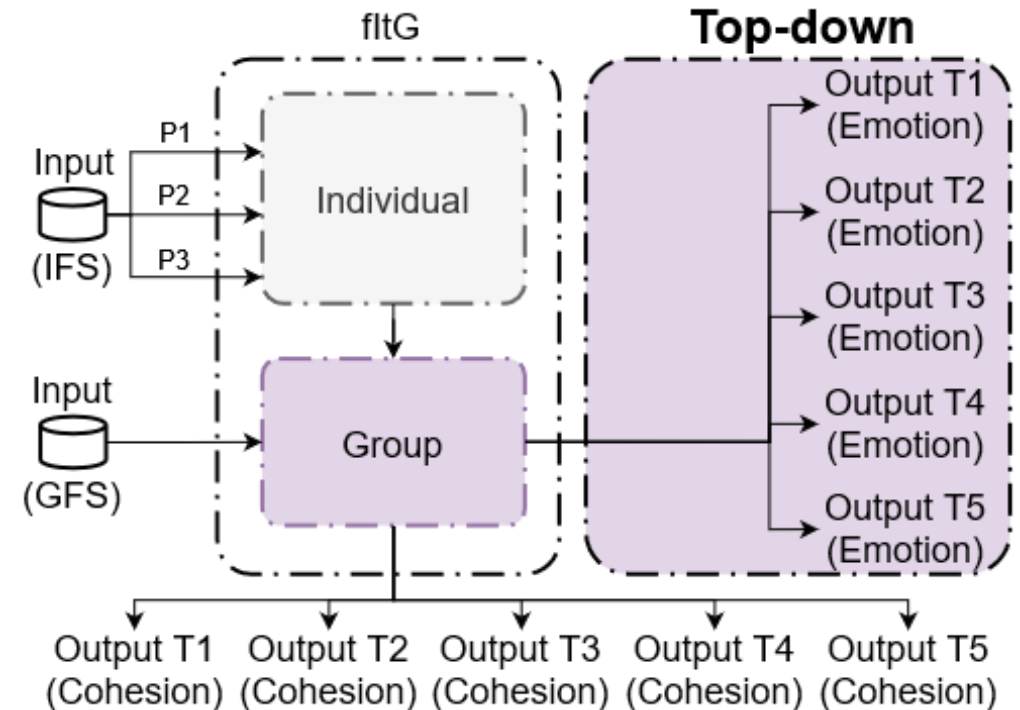 fItG
Top-down
Input
(IFS)
P1
P2
P3
Individual
Input
(GFS)
Group
Output T1
(Emotion)
Output T2
(Emotion)
Output T3
(Emotion)
Output T4
(Emotion)
Output T5
(Emotion)
Output T1
(Cohesion)
Output T2
(Cohesion)
Output T3
(Cohesion)
Output T4
(Cohesion)
Output T5
(Cohesion)